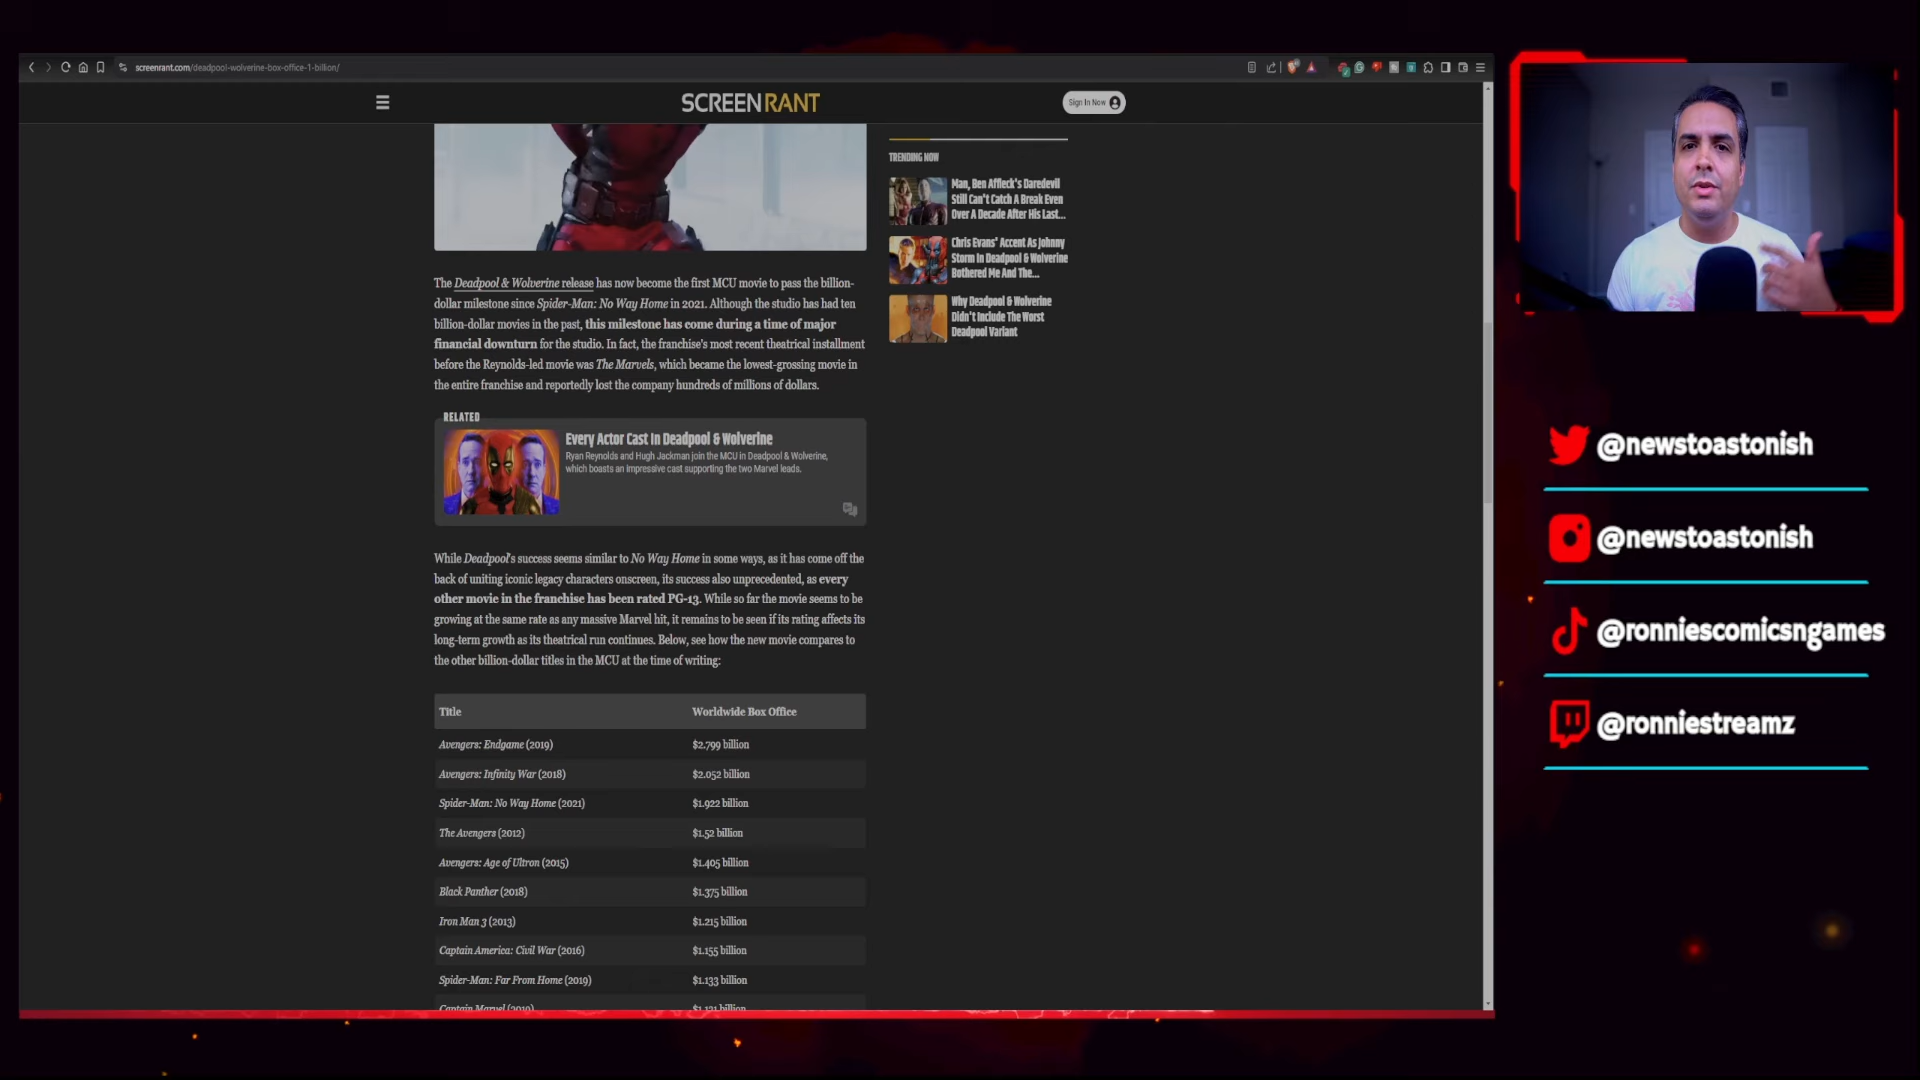 screenrant.com/deadpool-wolverine-box-office-1-billion/
SCREENRANT
Sign In Now
TRENDING NOW
Man, Ben Affleck's Daredevil
Still Can't Catch A Break Even
Over A Decade After His Last...
Chris Evans' Accent As Johnny
Storm In Deadpool & Wolverine
Bothered Me And The...
Why Deadpool & Wolverine
Didn't Include The Worst
Deadpool Variant
The Deadpool & Wolverine release has now become the first MCU movie to pass the billion-
dollar milestone since Spider-Man: No Way Home in 2021. Although the studio has had ten
billion-dollar movies in the past, this milestone has come during a time of major
financial downturn for the studio. In fact, the franchise's most recent theatrical installment
before the Reynolds-led movie was The Marvels, which became the lowest-grossing movie in
the entire franchise and reportedly lost the company hundreds of millions of dollars.
RELATED
Every Actor Cast In Deadpool & Wolverine
Ryan Reynolds and Hugh Jackman join the MCU in Deadpool & Wolverine,
which boasts an impressive cast supporting the two Marvel leads.
While Deadpool's success seems similar to No Way Home in some ways, as it has come off the
back of uniting iconic legacy characters onscreen, its success also unprecedented, as every
other movie in the franchise has been rated PG-13. While so far the movie seems to be
growing at the same rate as any massive Marvel hit, it remains to be seen if its rating affects its
long-term growth as its theatrical run continues. Below, see how the new movie compares to
the other billion-dollar titles in the MCU at the time of writing:
Title Worldwide Box Office
Avengers: Endgame (2019) $2.799 billion
Avengers: Infinity War (2018) $2.052 billion
Spider-Man: No Way Home (2021) $1.922 billion
The Avengers (2012) $1.52 billion
Avengers: Age of Ultron (2015) $1.405 billion
Black Panther (2018) $1.375 billion
Iron Man 3 (2013) $1.215 billion
Captain America: Civil War (2016) $1.155 billion
Spider-Man: Far From Home (2019) $1.133 billion
Captain Marvel (2019) $1.131 billion
@newstoastonish
@newstoastonish
@ronniescomicsngames
@ronniestreamz